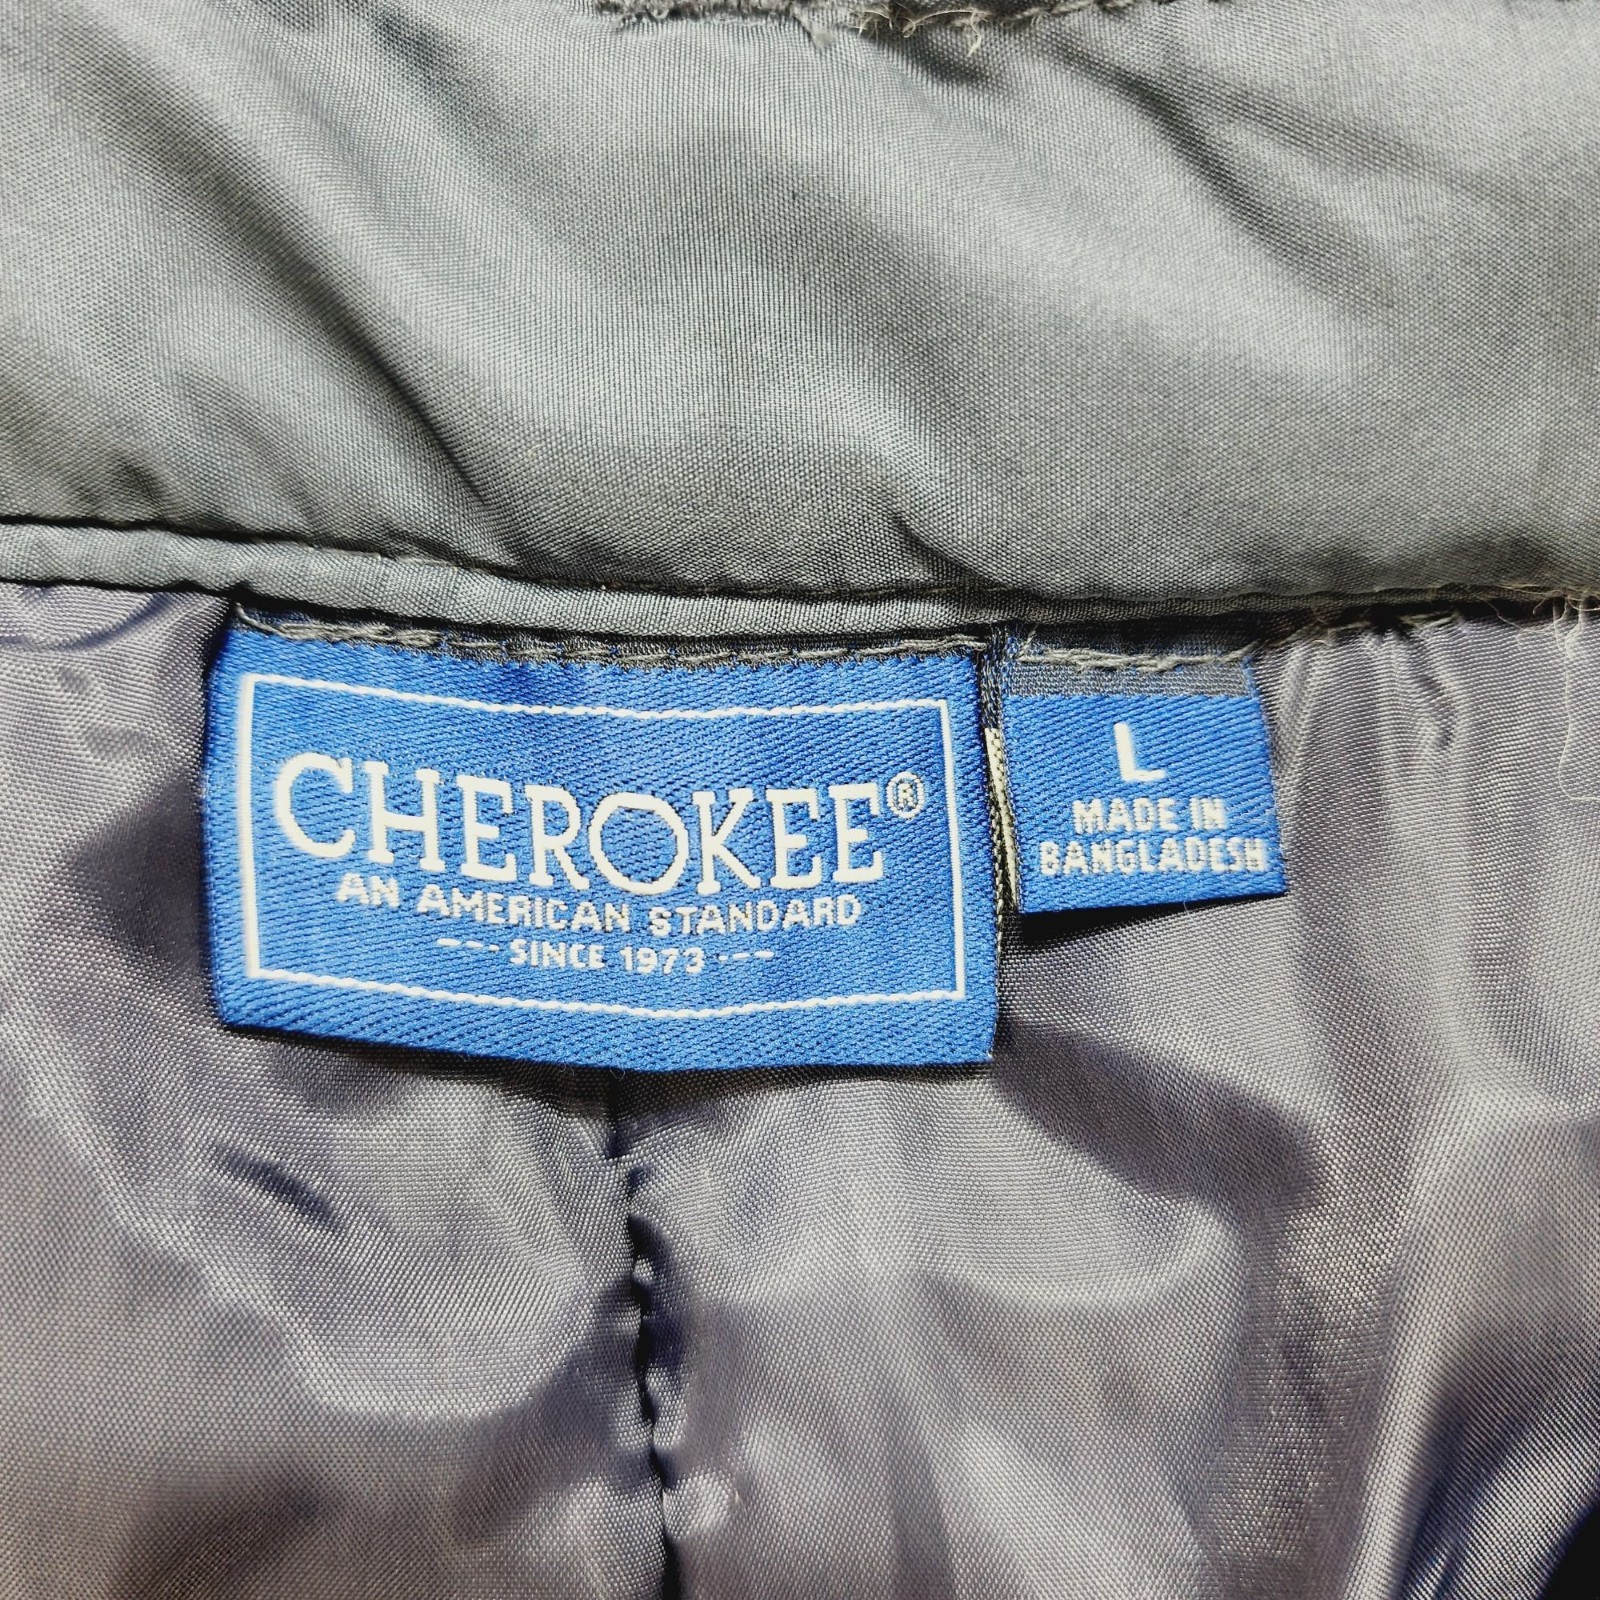 CHEROKEE®
AN AMERICAN STANDARD
--- SINCE 1973 ---
L
MADE IN
BANGLADESH